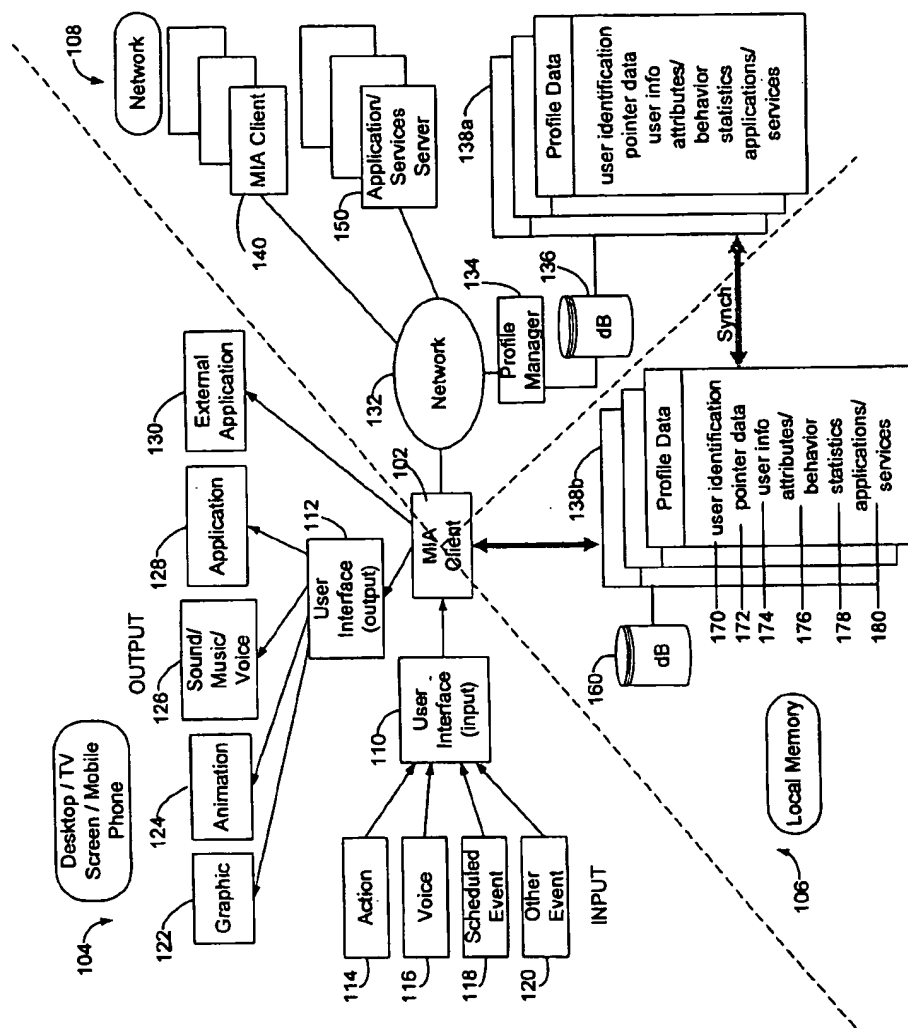 Desktop / TV
Screen / Mobile
Phone
104
OUTPUT
122
Graphic
124
Animation
126
Sound/
Music/
Voice
128
Application
130
External
Application
112
User
Interface
(output)
114
Action
116
Voice
118
Scheduled
Event
120
Other
Event
INPUT
110
User
Interface
(input)
102
MIA
Client
108
Network
MIA Client
140
Application/
Services
Server
150
132
Network
134
Profile
Manager
136
dB
138a
Profile Data
user identification
pointer data
user info
attributes/
behavior
statistics
applications/
services
Synch
138b
Profile Data
user identification
pointer data
user info
attributes/
behavior
statistics
applications/
services
170
172
174
176
178
180
160
dB
Local Memory
106